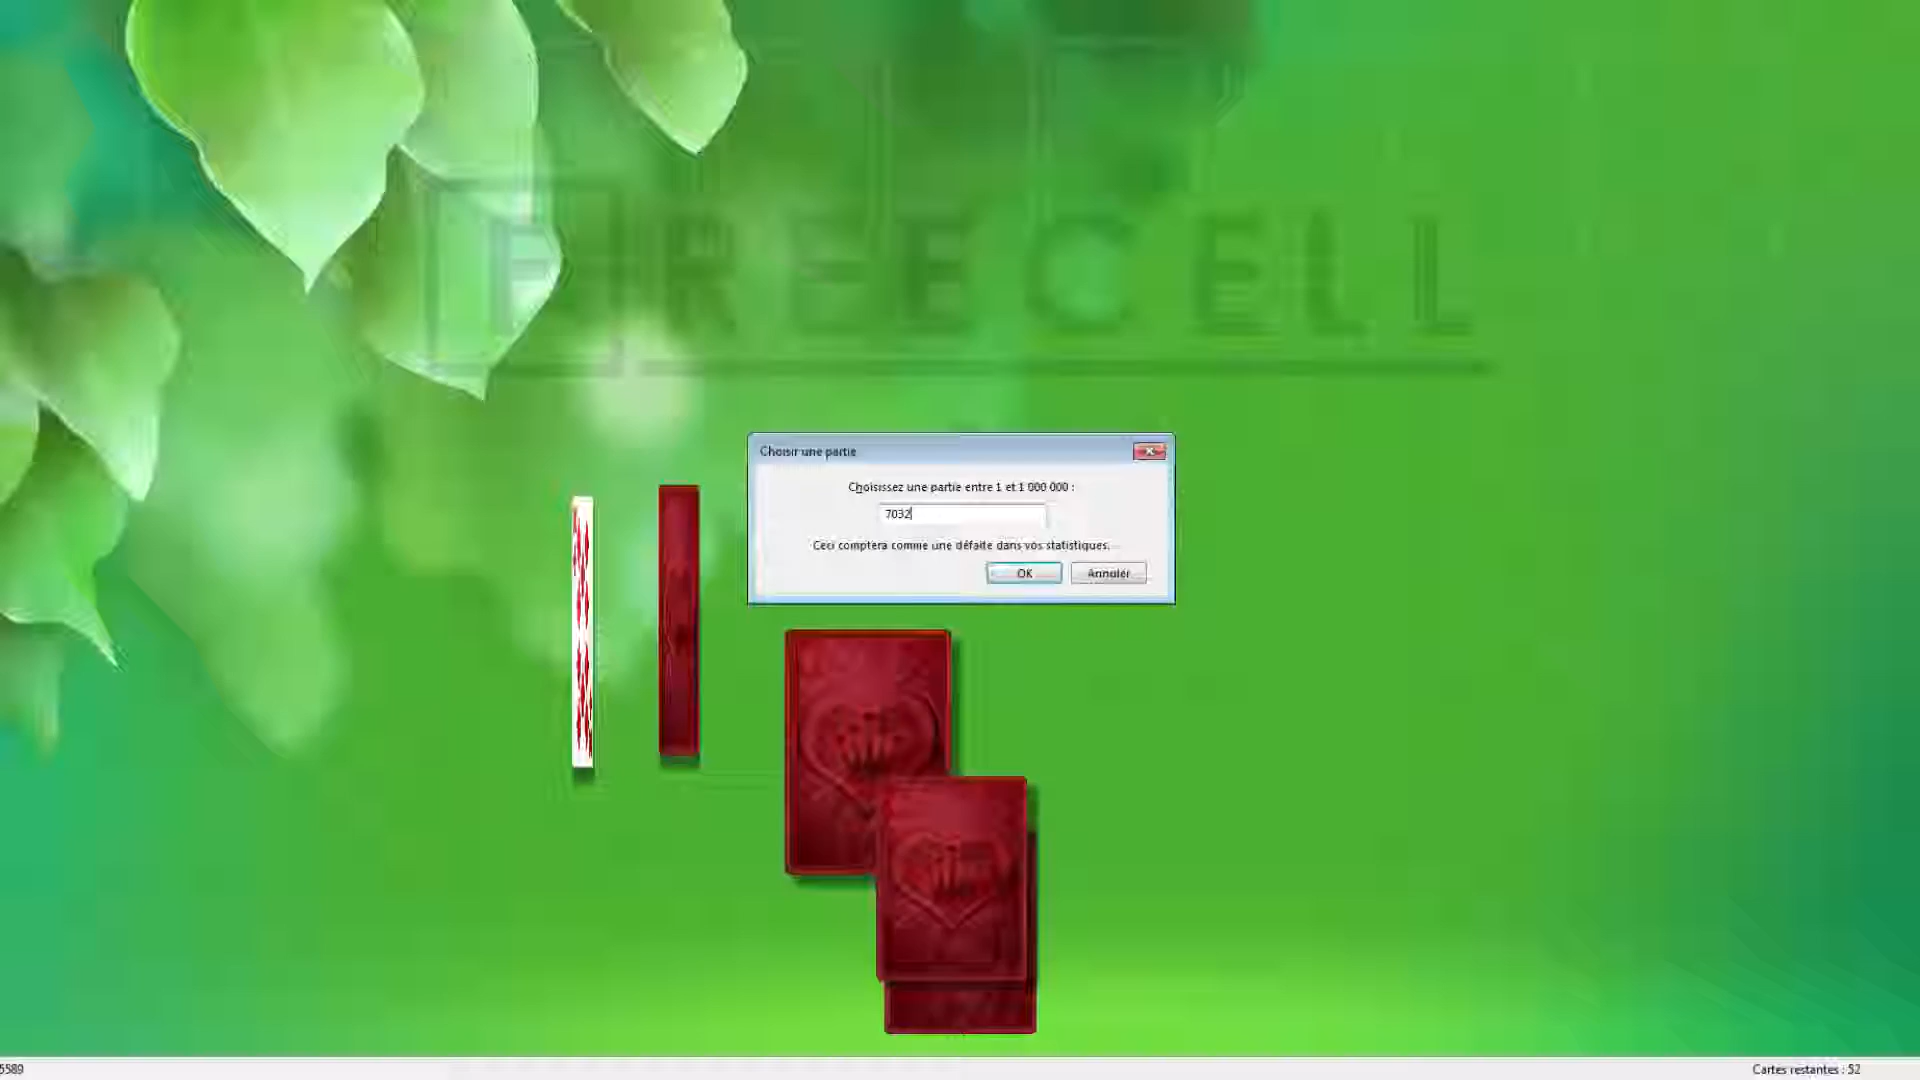 FREECELL
Choisir une partie
Choisissez une partie entre 1 et 1 000 000 :
7032
Ceci comptera comme une défaite dans vos statistiques.
OK
Annuler
5589
Cartes restantes : 52